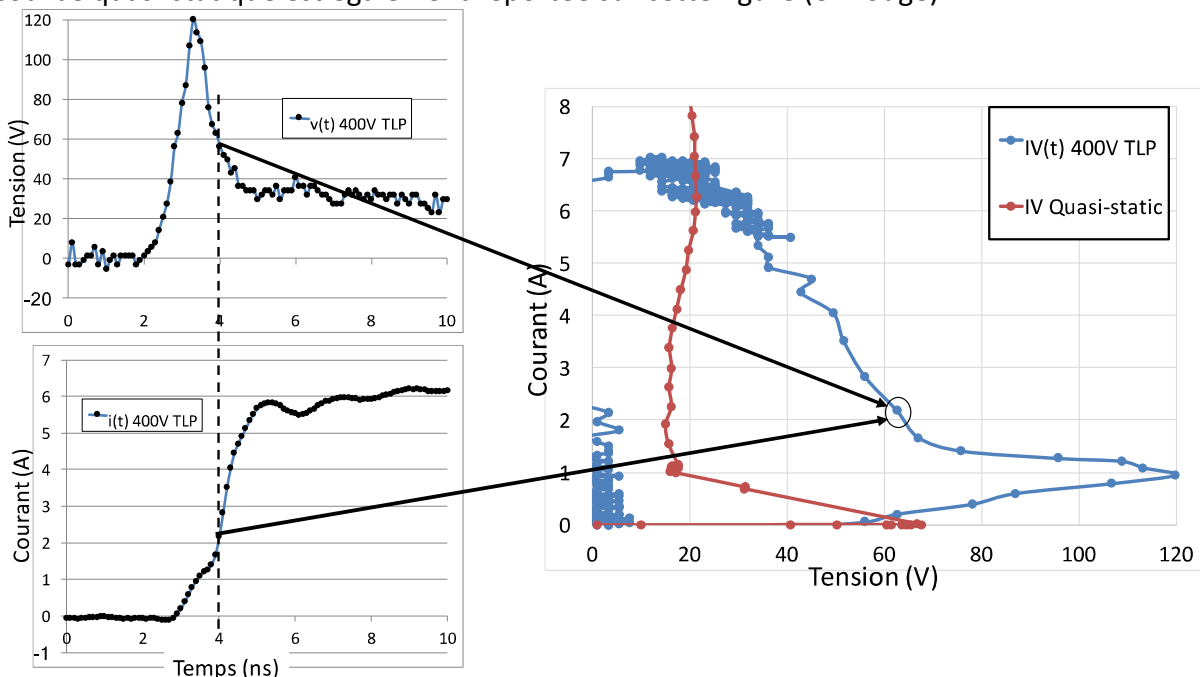 120
100
80
60
40
20
0
-20
Tension (V)
v(t) 400V TLP
0 2 4 6 8 10
7
6
5
4
3
2
1
0
-1
Courant (A)
i(t) 400V TLP
0 2 4 6 8 10
Temps (ns)
8
7
6
5
4
3
2
1
0
Courant (A)
IV(t) 400V TLP
IV Quasi-static
0 20 40 60 80 100 120
Tension (V)